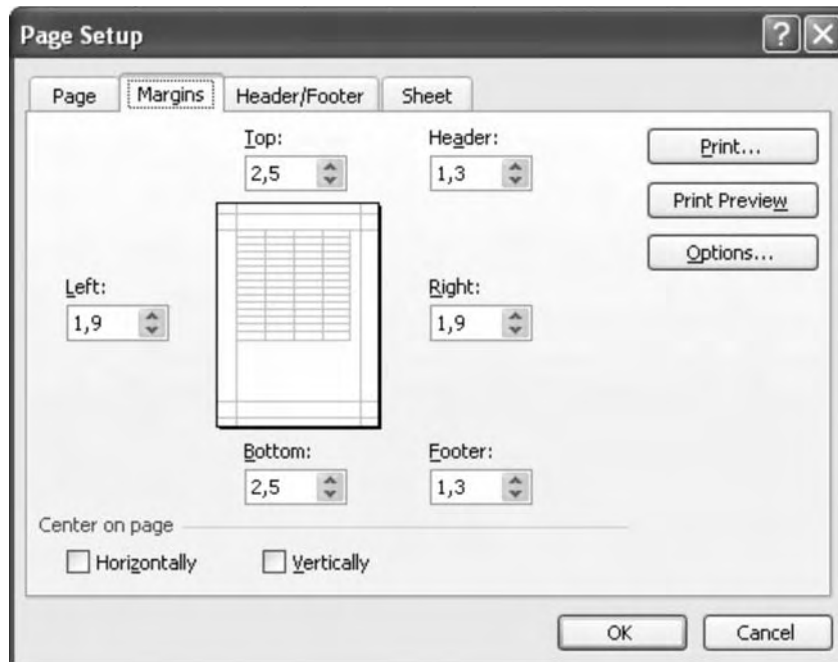 Page Setup
Page Margins Header/Footer Sheet
Top: Header:
2,5 1,3
Print...
Print Preview
Options...
Left: Right:
1,9 1,9
Bottom: Footer:
2,5 1,3
Center on page
Horizontally Vertically
OK Cancel